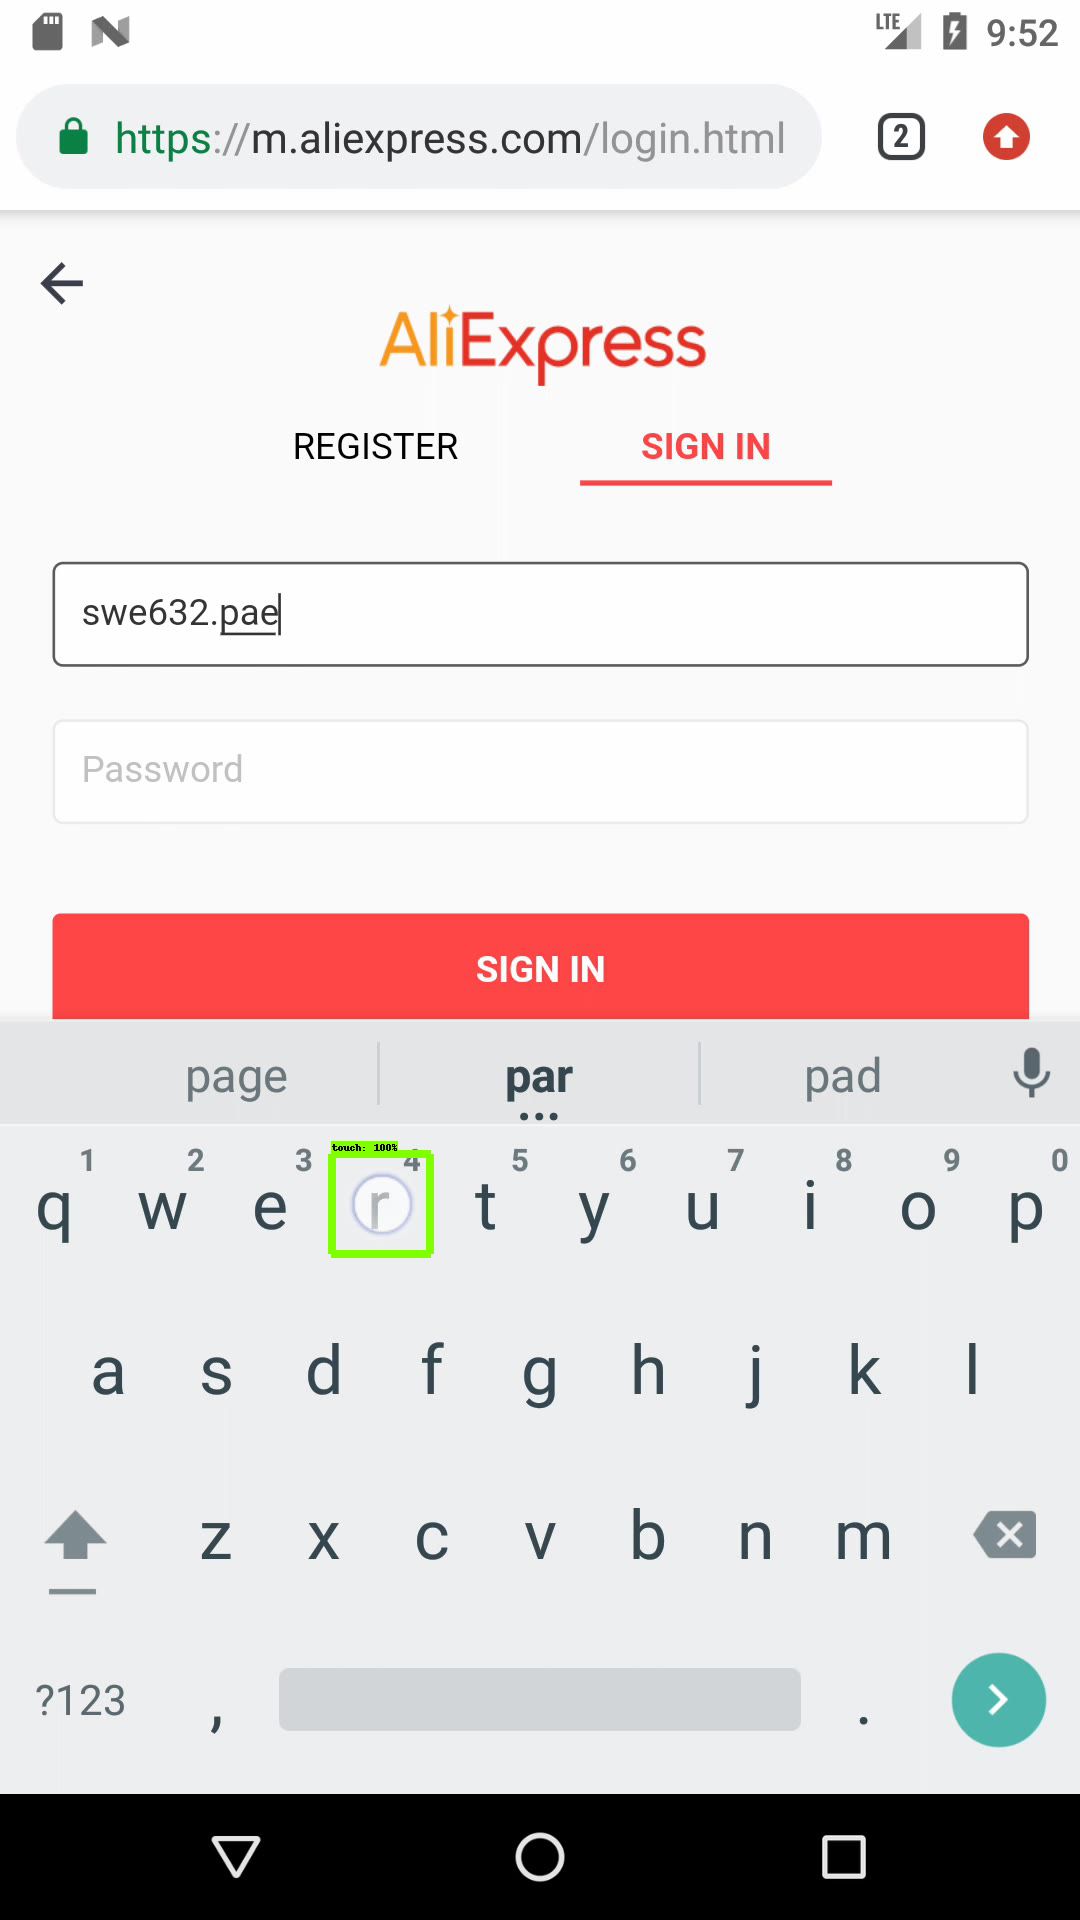 LTE 9:52
https://m.aliexpress.com/login.html 2
AliExpress
REGISTER SIGN IN
swe632.pae
Password
SIGN IN
page par pad
touch: 100%
1 2 3 4 5 6 7 8 9 0
q w e r t y u i o p
a s d f g h j k l
z x c v b n m
?123 , .